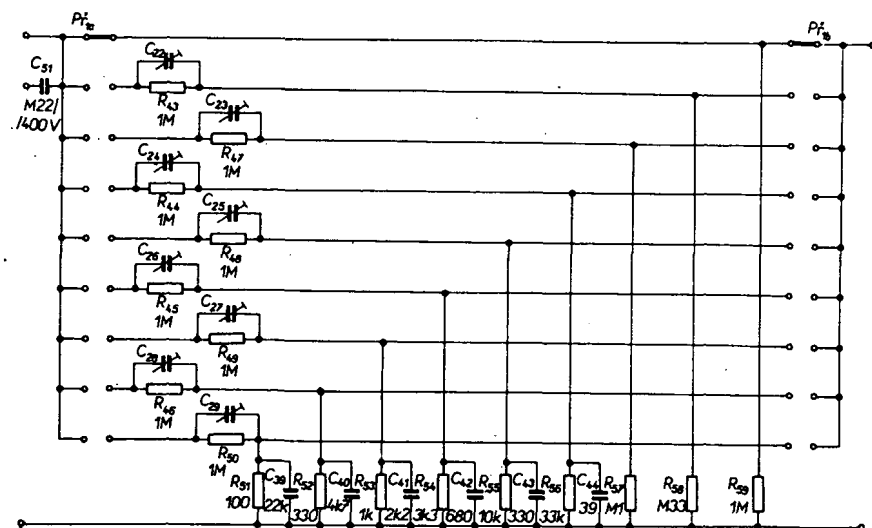 Př1a
Př1b
C51
M22/
/400V
C22
R43
1M
C23
R47
1M
C24
R44
1M
C25
R48
1M
C26
R45
1M
C27
R49
1M
C28
R46
1M
C29
R50
1M
R51
100
C39
22k
R52
330
C40
4k7
R53
1k
C41
2k2
R54
3k3
C42
680
R55
10k
C43
330
R56
33k
C44
39
R57
M1
R58
M33
R59
1M